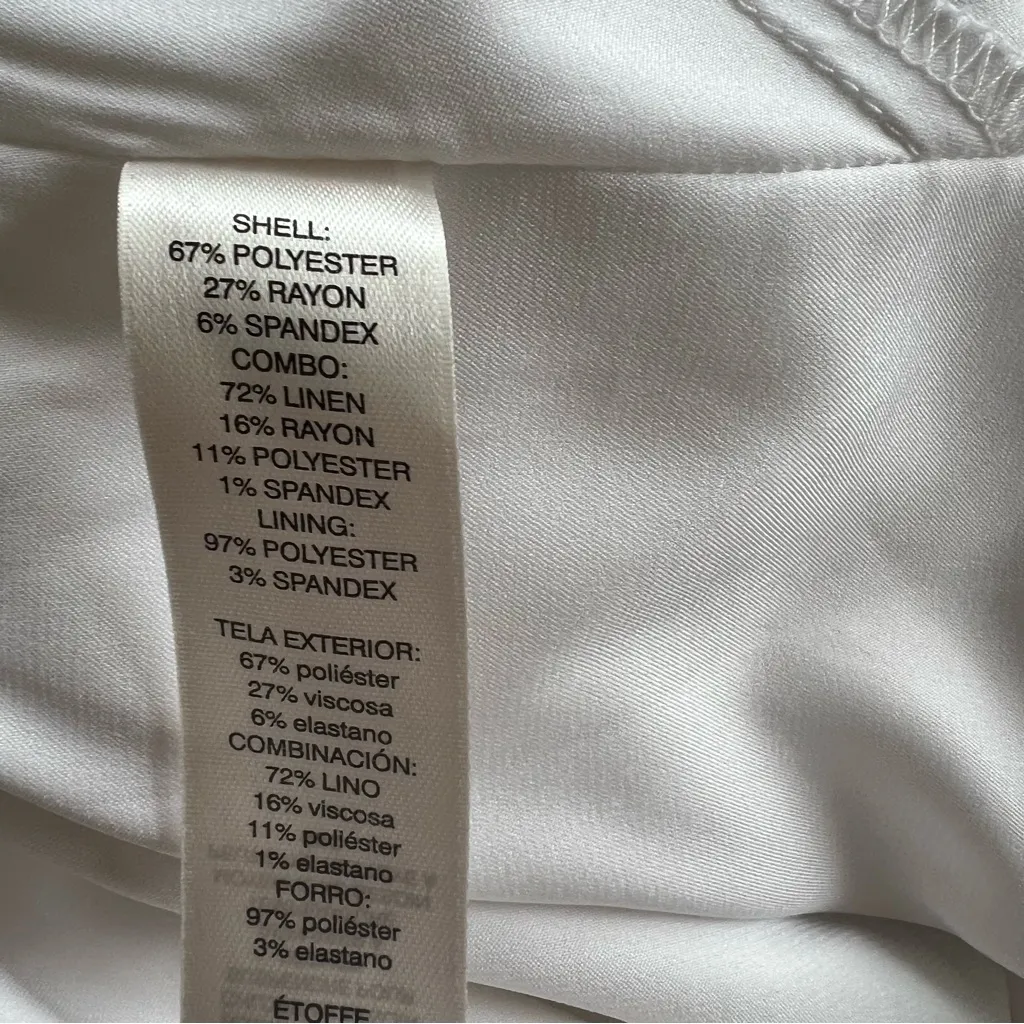 SHELL:
67% POLYESTER
27% RAYON
6% SPANDEX
COMBO:
72% LINEN
16% RAYON
11% POLYESTER
1% SPANDEX
LINING:
97% POLYESTER
3% SPANDEX
TELA EXTERIOR:
67% poliéster
27% viscosa
6% elastano
COMBINACIÓN:
72% LINO
16% viscosa
11% poliéster
1% elastano
FORRO:
97% poliéster
3% elastano
ÉTOFFE